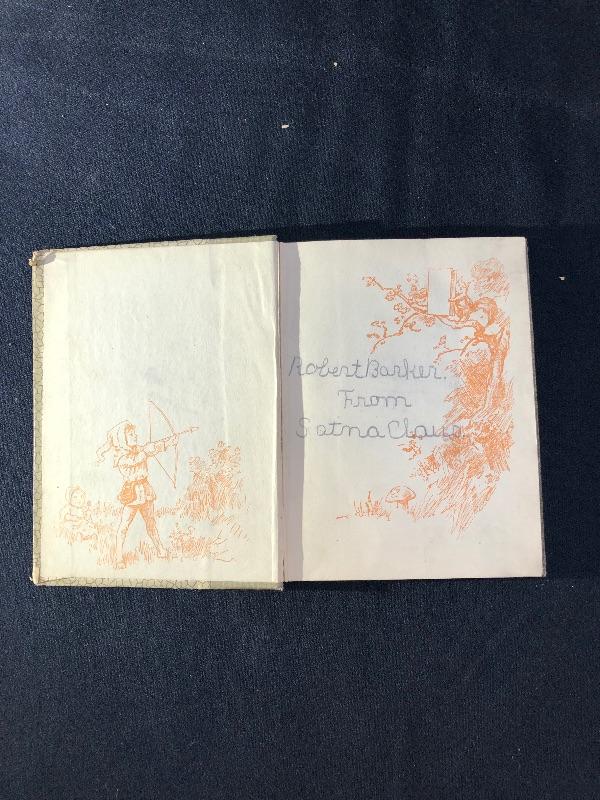 Robert Barker.
From
Satna Claus